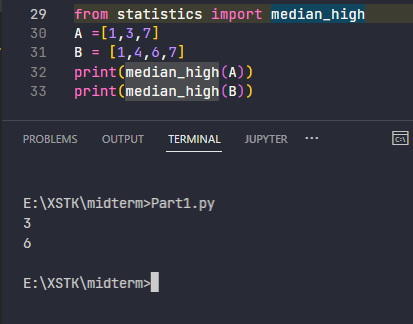 29 from statistics import median_high
30 A =[1,3,7]
31 B = [1,4,6,7]
32 print(median_high(A))
33 print(median_high(B))
PROBLEMS OUTPUT TERMINAL JUPYTER ···
E:\XSTK\midterm>Part1.py
3
6
E:\XSTK\midterm>